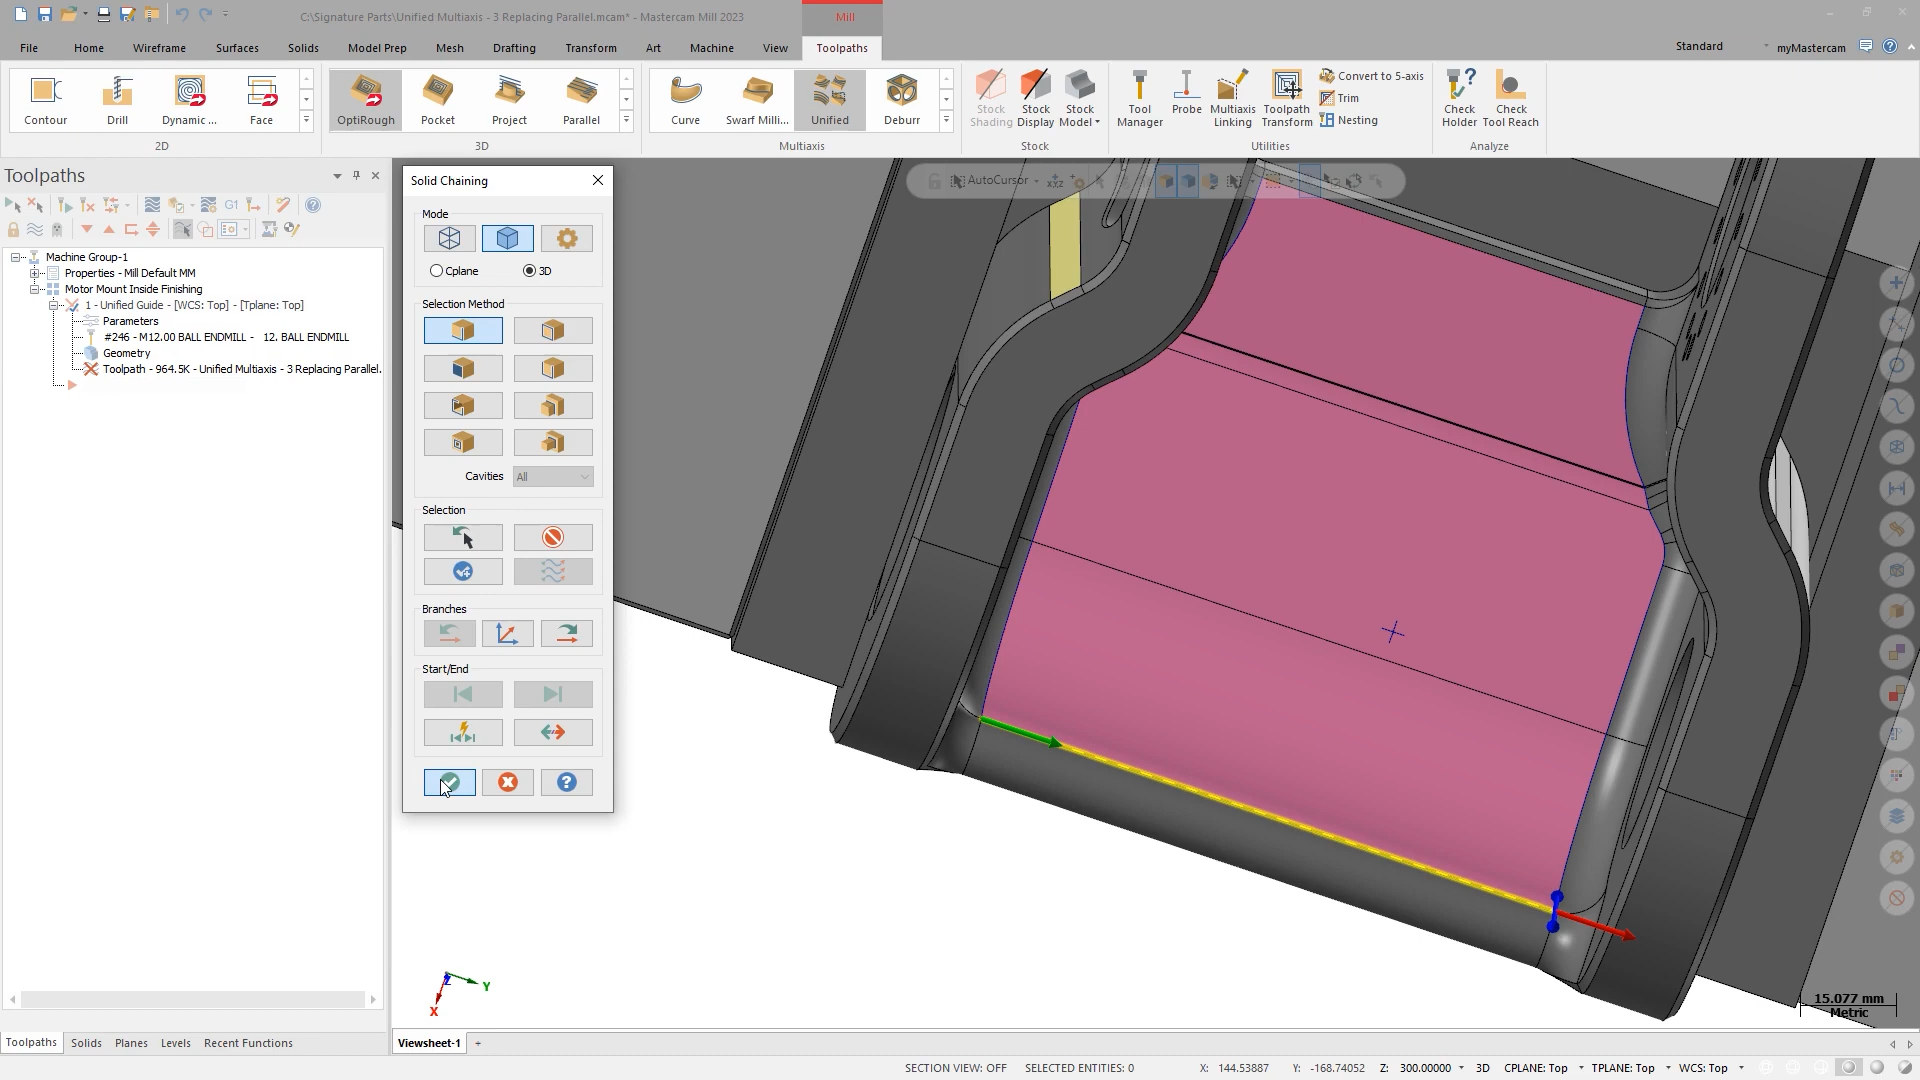 C:\Signature Parts\Unified Multiaxis - 3 Replacing Parallel.mcam* - Mastercam Mill 2023
Mill
File Home Wireframe Surfaces Solids Model Prep Mesh Drafting Transform Art Machine View Toolpaths
Standard myMastercam
Contour Drill Dynamic ... Face
2D
OptiRough Pocket Project Parallel
3D
Curve Swarf Milli... Unified Deburr
Multiaxis
Stock Shading Stock Display Stock Model
Stock
Tool Manager Probe Multiaxis Linking Toolpath Transform
Convert to 5-axis
Trim
Nesting
Utilities
Check Holder Check Tool Reach
Analyze
Toolpaths
G1
Machine Group-1
Properties - Mill Default MM
Motor Mount Inside Finishing
1 - Unified Guide - [WCS: Top] - [Tplane: Top]
Parameters
#246 - M12.00 BALL ENDMILL - 12. BALL ENDMILL
Geometry
Toolpath - 964.5K - Unified Multiaxis - 3 Replacing Parallel.
Solid Chaining
Mode
Cplane 3D
Selection Method
Cavities All
Selection
Branches
Start/End
AutoCursor
Z Y
X
15.077 mm
Metric
Toolpaths Solids Planes Levels Recent Functions
Viewsheet-1 +
SECTION VIEW: OFF SELECTED ENTITIES: 0 X: 144.53887 Y: -168.74052 Z: 300.00000 3D CPLANE: Top TPLANE: Top WCS: Top